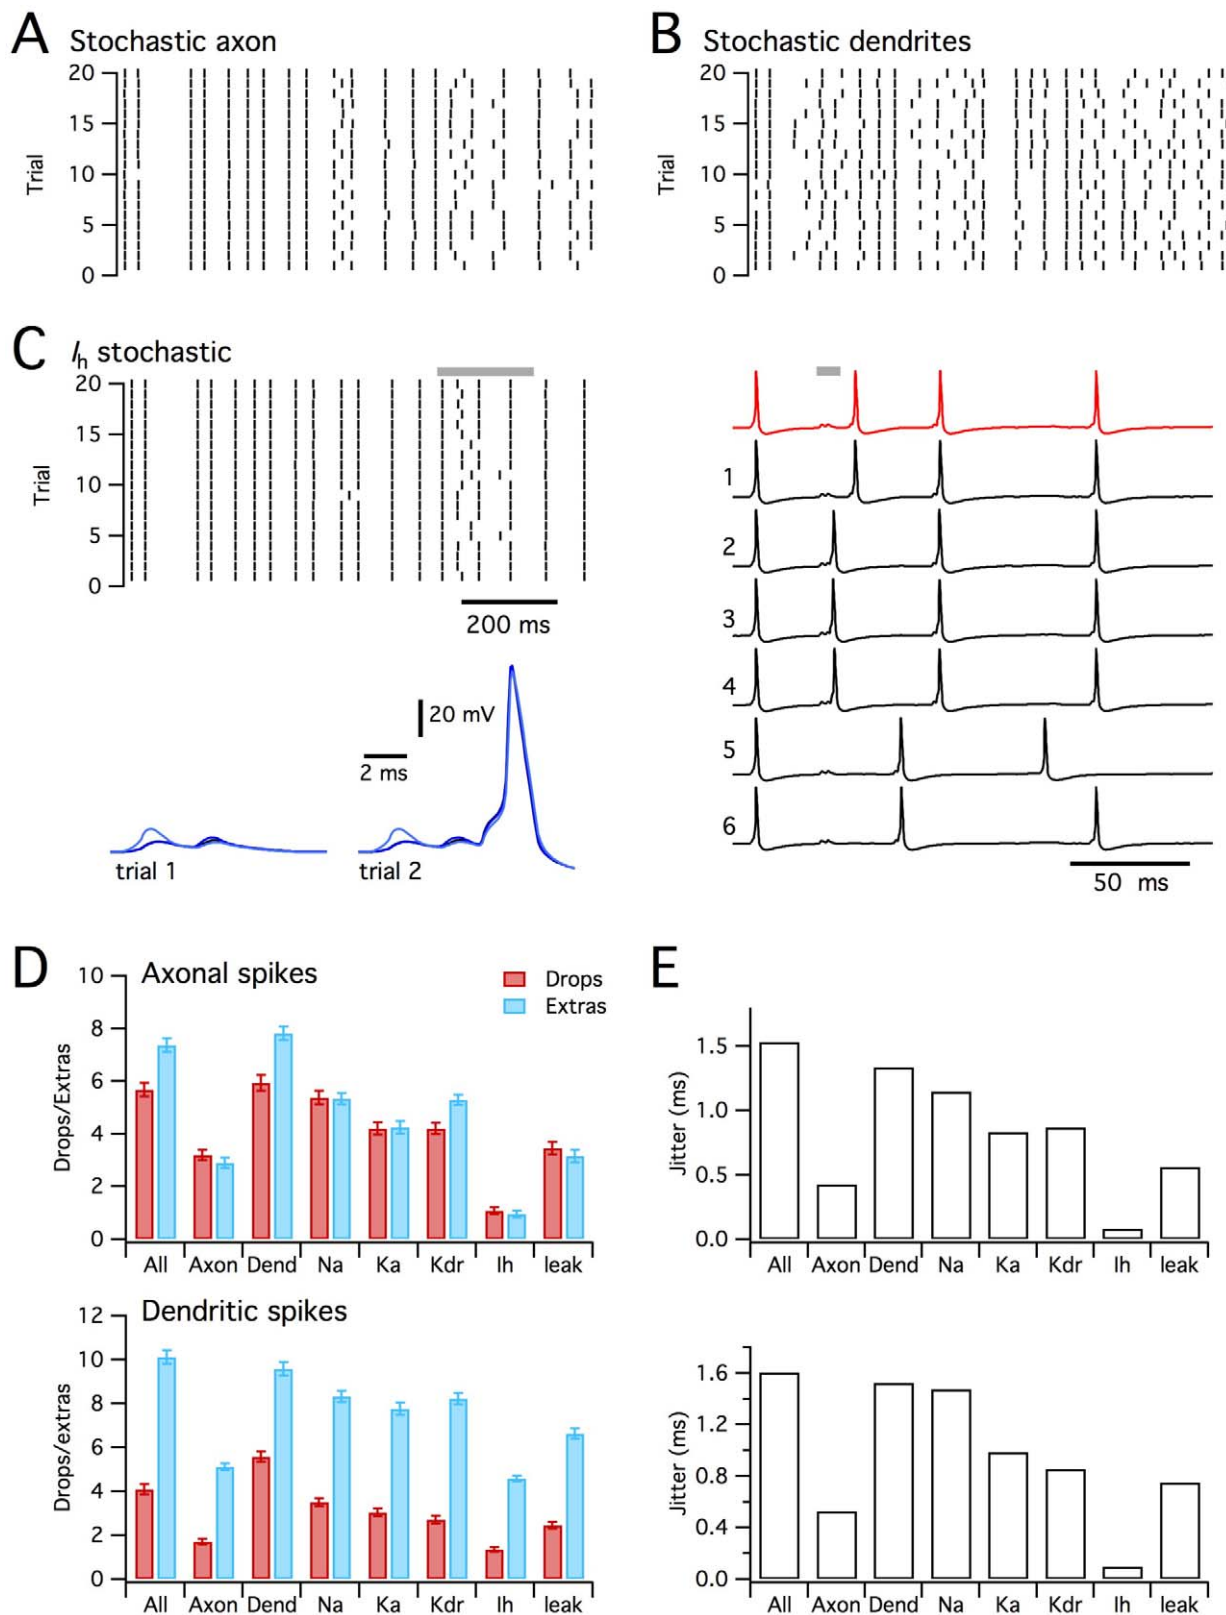 A Stochastic axon
20
15
10
5
0
Trial
B Stochastic dendrites
20
15
10
5
0
Trial
C Ih stochastic
20
15
10
5
0
Trial
200 ms
20 mV
2 ms
trial 1
trial 2
1
2
3
4
5
6
50 ms
D Axonal spikes
Drops
Extras
10
8
6
4
2
0
Drops/Extras
All Axon Dend Na Ka Kdr Ih leak
Dendritic spikes
12
10
8
6
4
2
0
Drops/extras
All Axon Dend Na Ka Kdr Ih leak
E
1.5
1.0
0.5
0.0
Jitter (ms)
All Axon Dend Na Ka Kdr Ih leak
1.6
1.2
0.8
0.4
0.0
Jitter (ms)
All Axon Dend Na Ka Kdr Ih leak